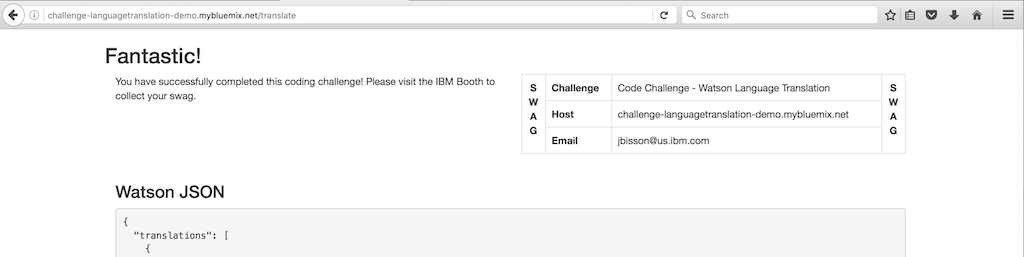 challenge-languagetranslation-demo.mybluemix.net/translate
Search
Fantastic!
You have successfully completed this coding challenge! Please visit the IBM Booth to
collect your swag.
S
W
A
G
Challenge Code Challenge - Watson Language Translation
Host challenge-languagetranslation-demo.mybluemix.net
Email jbisson@us.ibm.com
S
W
A
G
Watson JSON
{
"translations": [
{